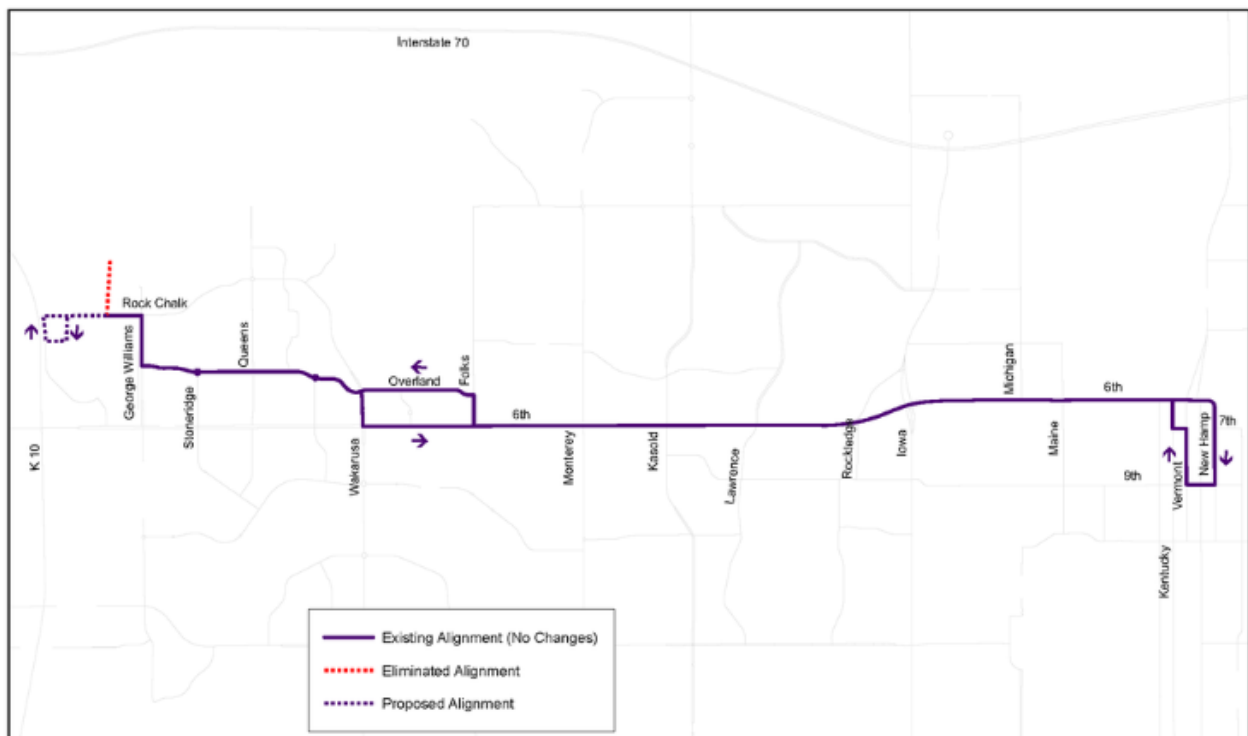 Interstate 70
Rock Chalk
George Williams
Queens
Stoneridge
Overland
Folks
6th
Wakarusa
K 10
Monterey
Kasold
Lawrence
Rockledge
Iowa
Michigan
Maine
6th
7th
New Hamp
9th
Vermont
Kentucky
Existing Alignment (No Changes)
Eliminated Alignment
Proposed Alignment